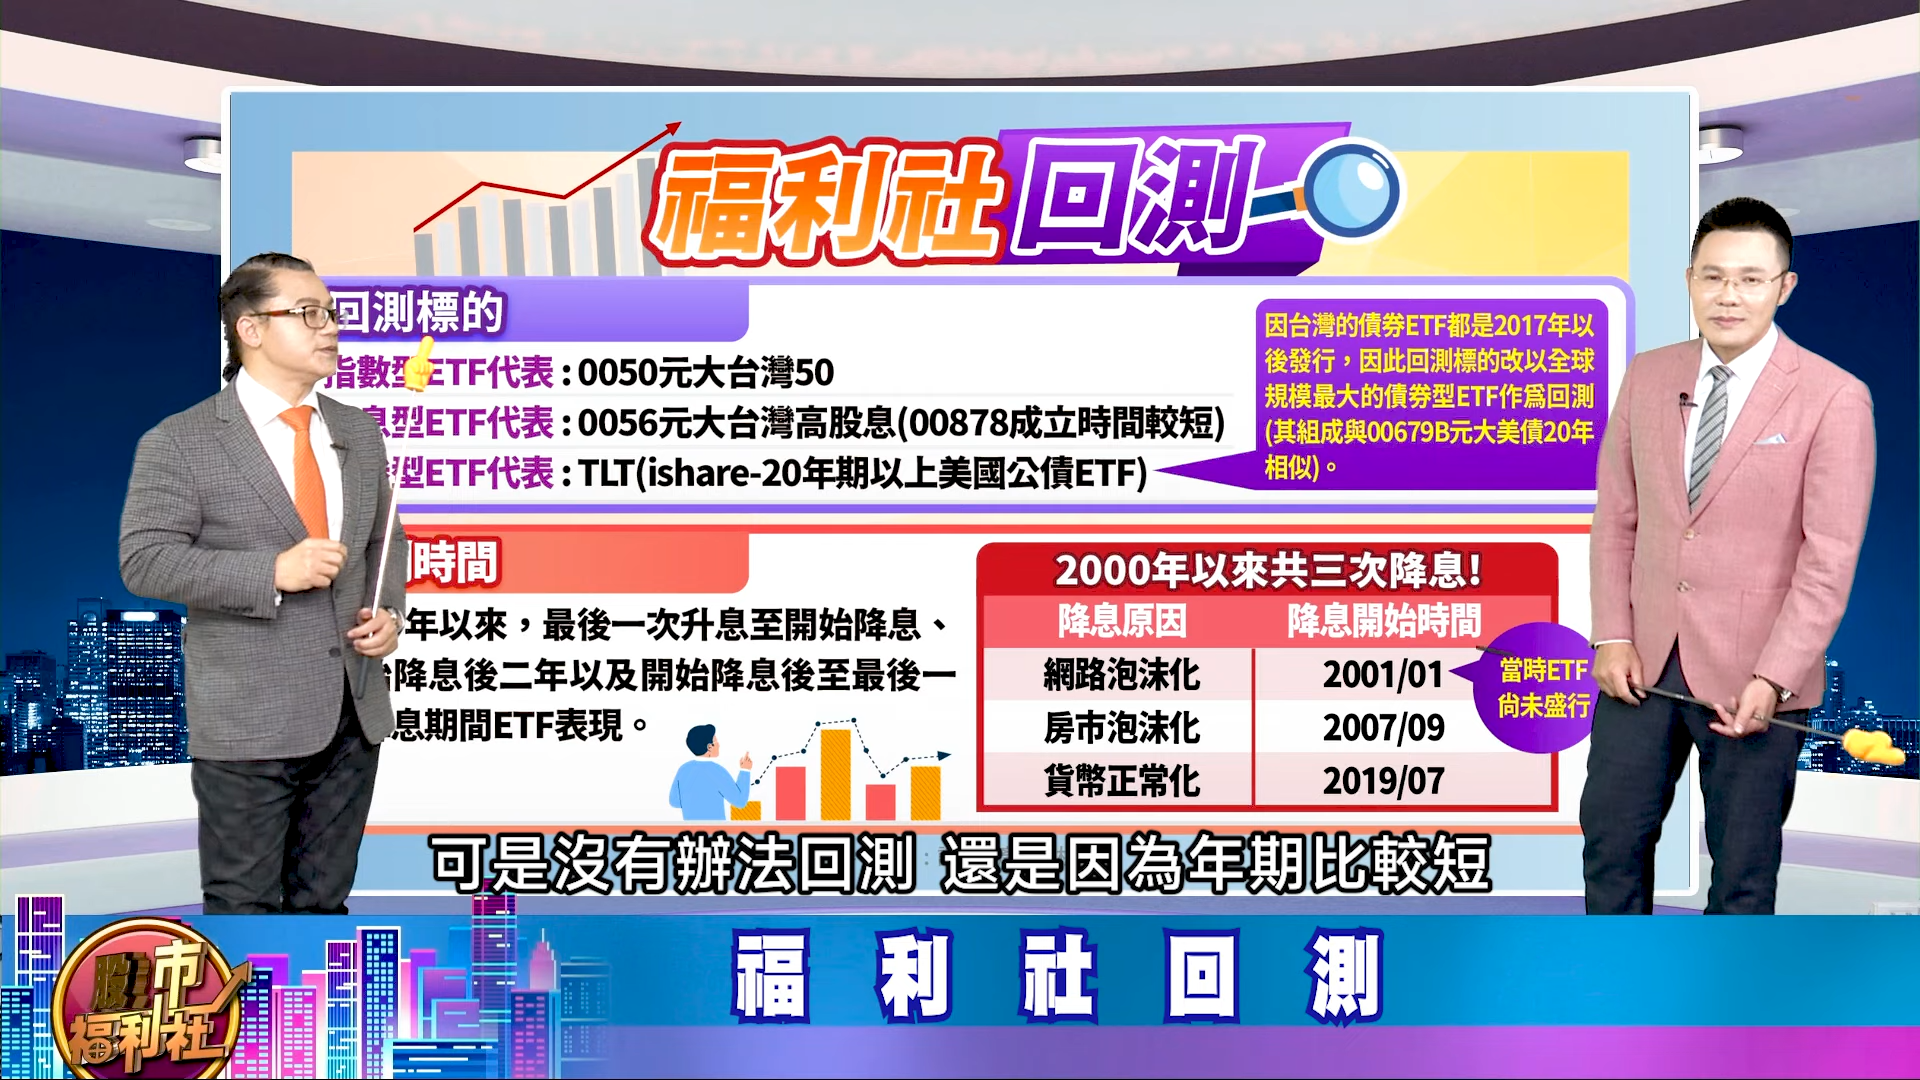 福利社回測
回測標的
指數型ETF代表：0050元大台灣50
息型ETF代表：0056元大台灣高股息(00878成立時間較短)
型ETF代表：TLT(ishare-20年期以上美國公債ETF)
因台灣的債券ETF都是2017年以
後發行，因此回測標的改以全球
規模最大的債券型ETF作為回測
(其組成與00679B元大美債20年
相似)。
時間
年以來，最後一次升息至開始降息、
降息後二年以及開始降息後至最後一
息期間ETF表現。
2000年以來共三次降息!
降息原因 降息開始時間
網路泡沫化 2001/01
房市泡沫化 2007/09
貨幣正常化 2019/07
當時ETF
尚未盛行
可是沒有辦法回測 還是因為年期比較短
福利社回測
股市
福利社